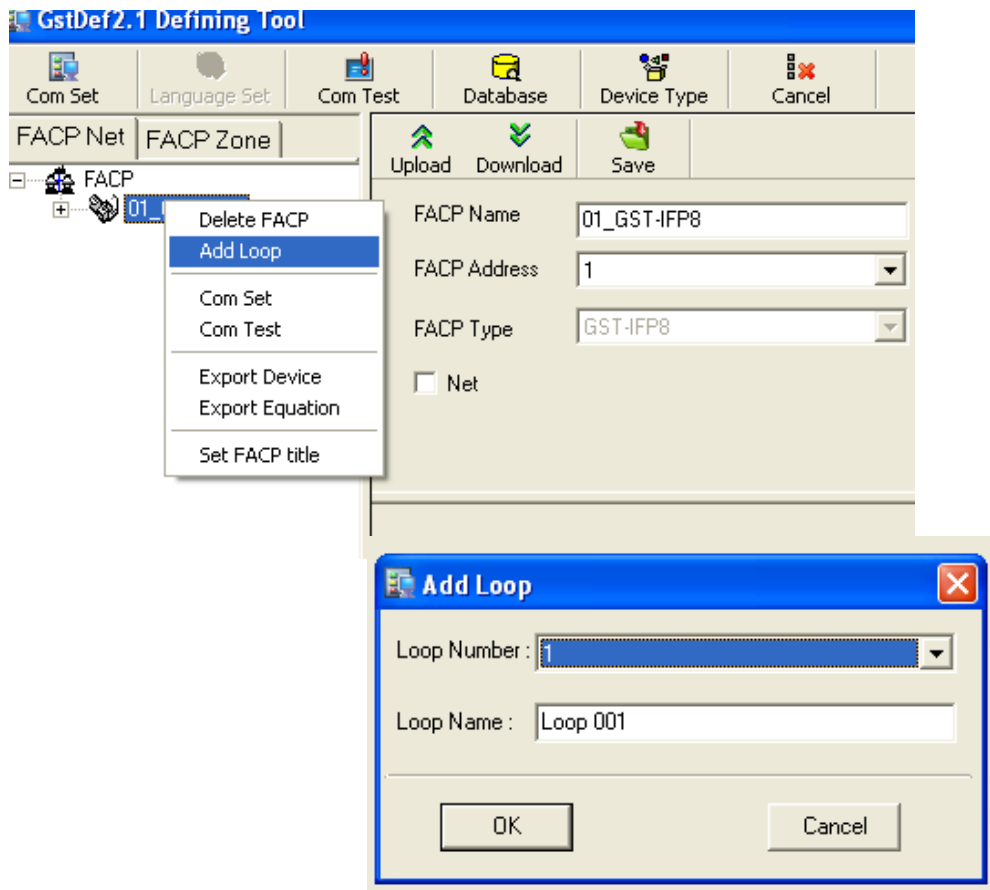 GstDef2.1 Defining Tool
Com Set
Language Set
Com Test
Database
Device Type
Cancel
FACP Net
FACP Zone
FACP
01_
Delete FACP
Add Loop
Com Set
Com Test
Export Device
Export Equation
Set FACP title
Upload
Download
Save
FACP Name
01_GST-IFP8
FACP Address
1
FACP Type
GST-IFP8
Net
Add Loop
Loop Number :
1
Loop Name :
Loop 001
OK
Cancel